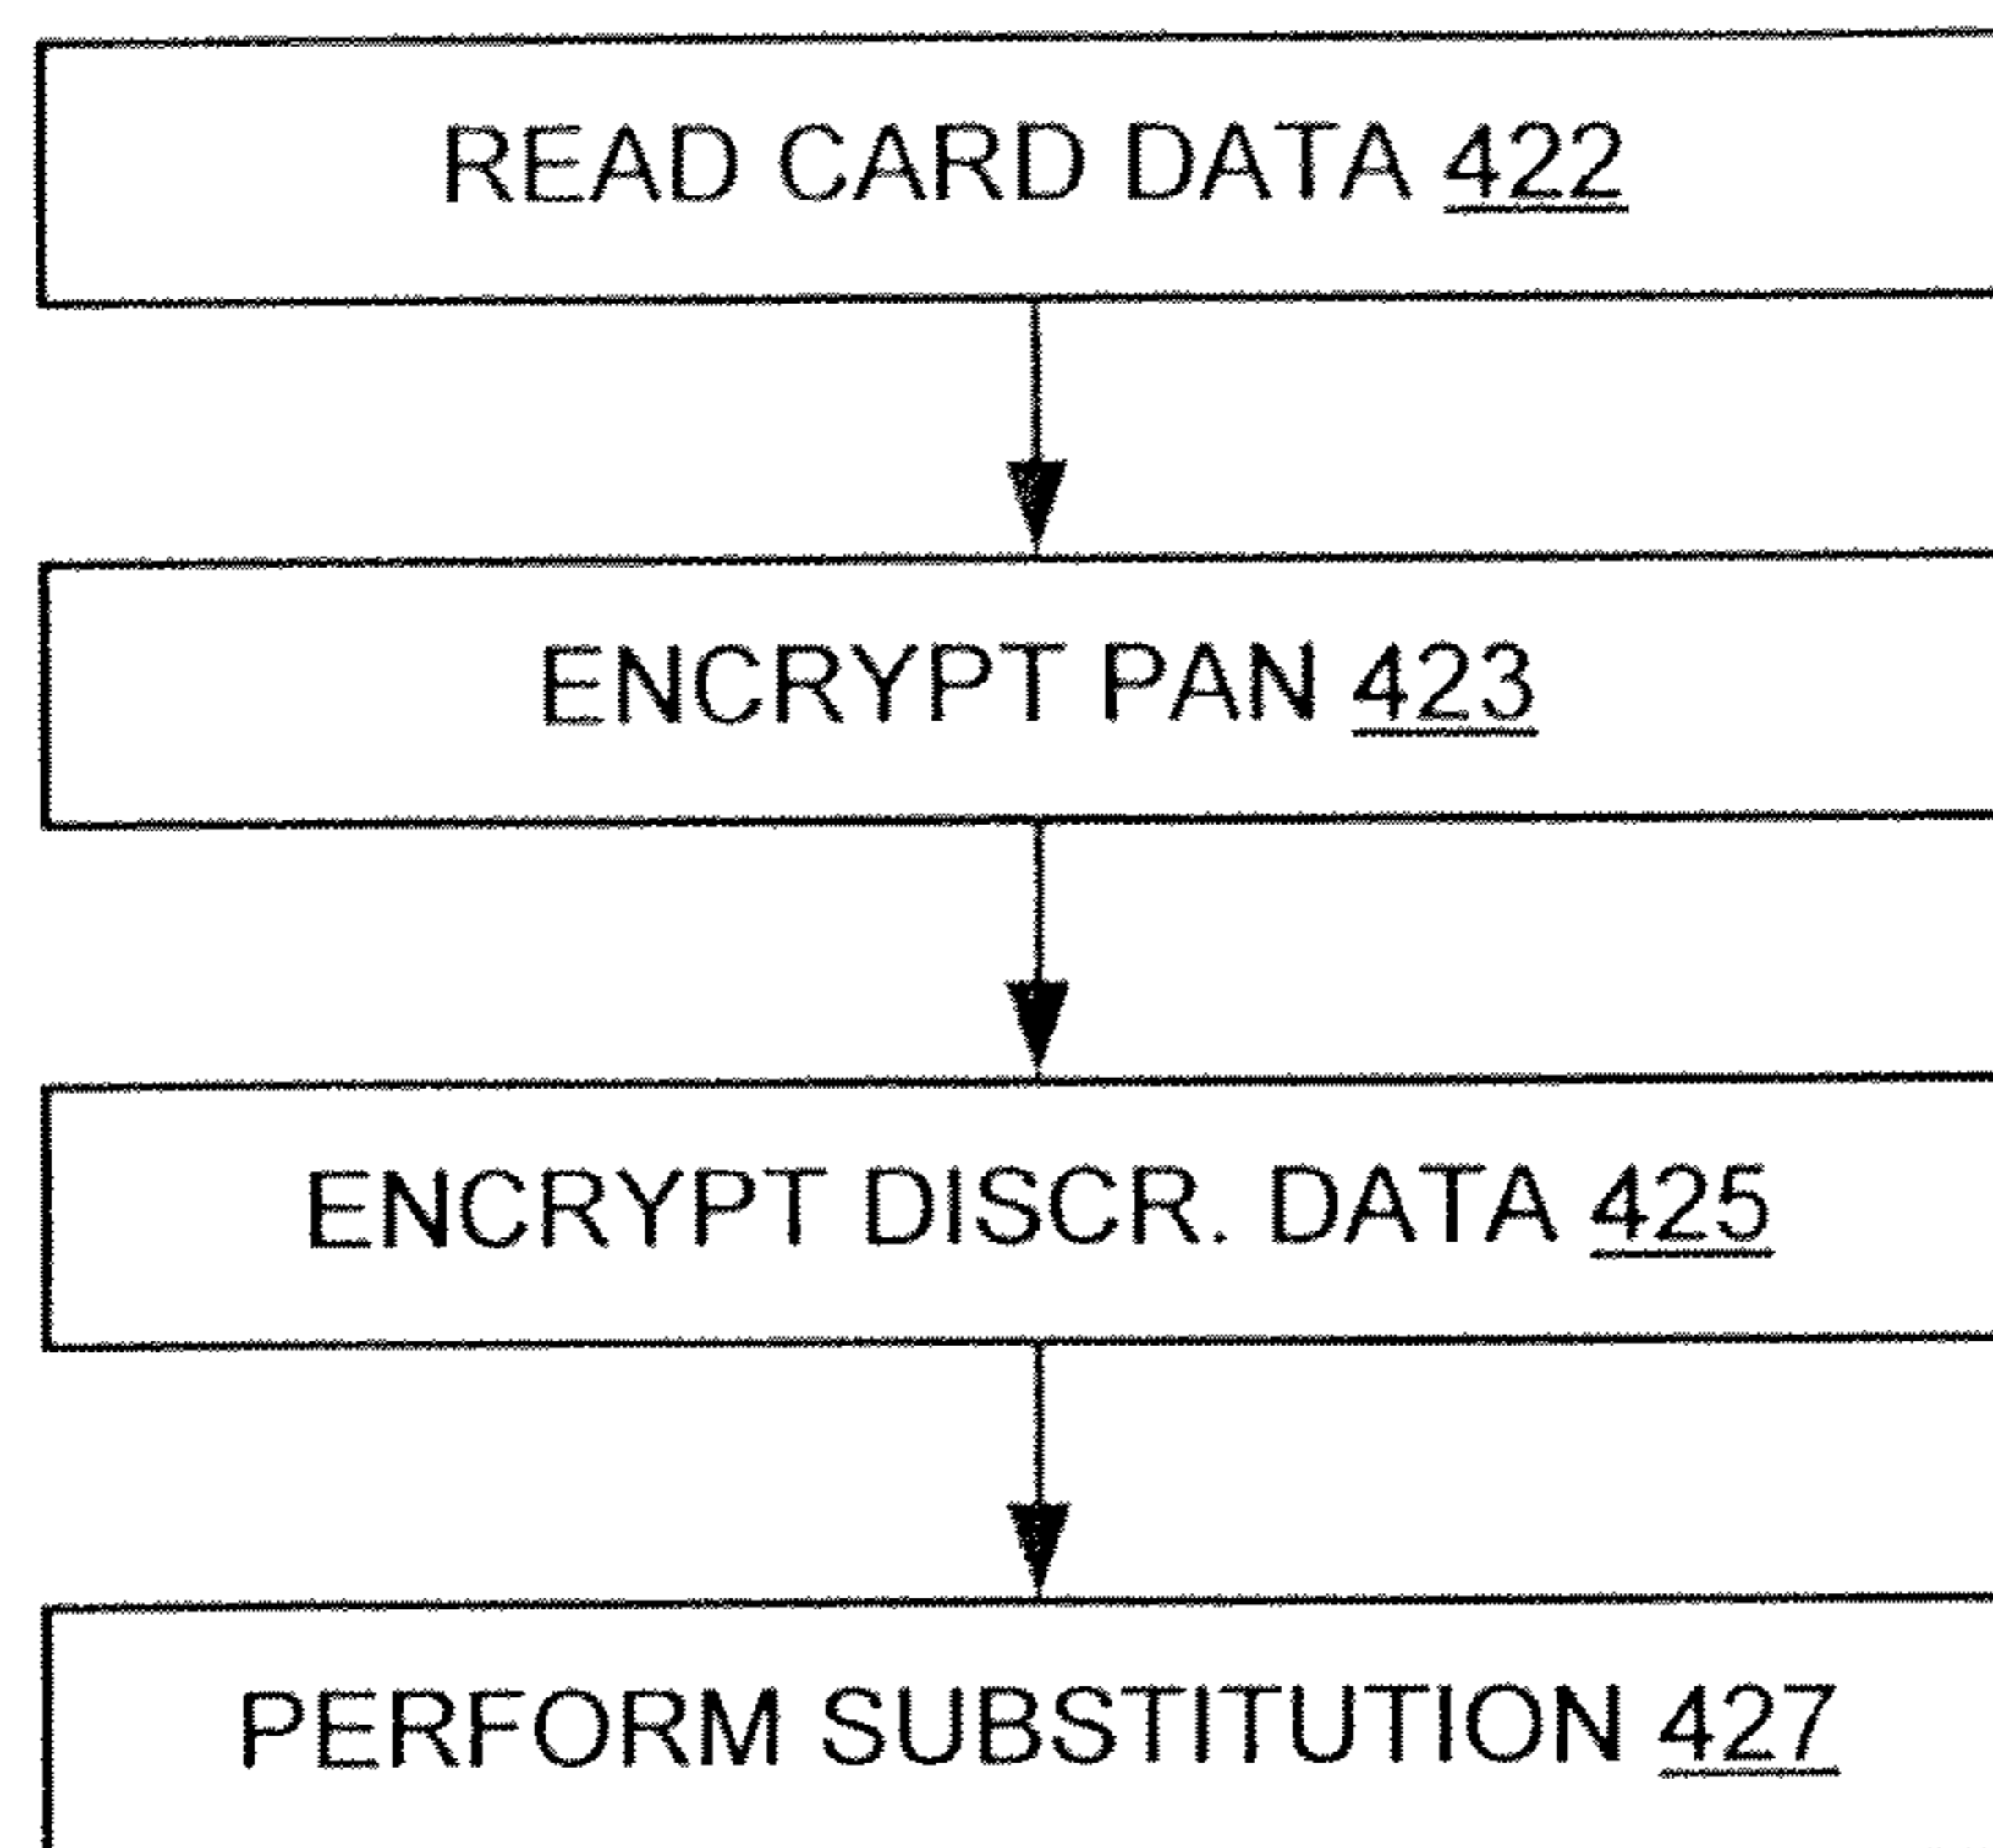 READ CARD DATA 422
ENCRYPT PAN 423
ENCRYPT DISCR. DATA 425
PERFORM SUBSTITUTION 427